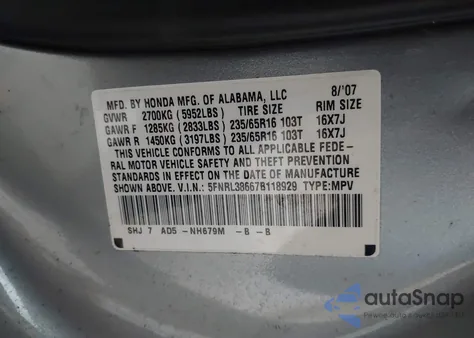 MFD. BY HONDA MFG. OF ALABAMA, LLC 8/'07
GVWR 2700KG (5952LBS) TIRE SIZE RIM SIZE
GAWR F 1285KG (2833LBS) 235/65R16 103T 16X7J
GAWR R 1450KG (3197LBS) 235/65R16 103T 16X7J
THIS VEHICLE CONFORMS TO ALL APPLICABLE FEDE-
RAL MOTOR VEHICLE SAFETY AND THEFT PREVENTION
STANDARDS IN EFFECT ON THE DATE OF MANUFACTURE
SHOWN ABOVE. V.I.N.: 5FNRL38667B118929 TYPE:MPV
SHJ 7 AD5 -NH679M -B -B
autoSnap